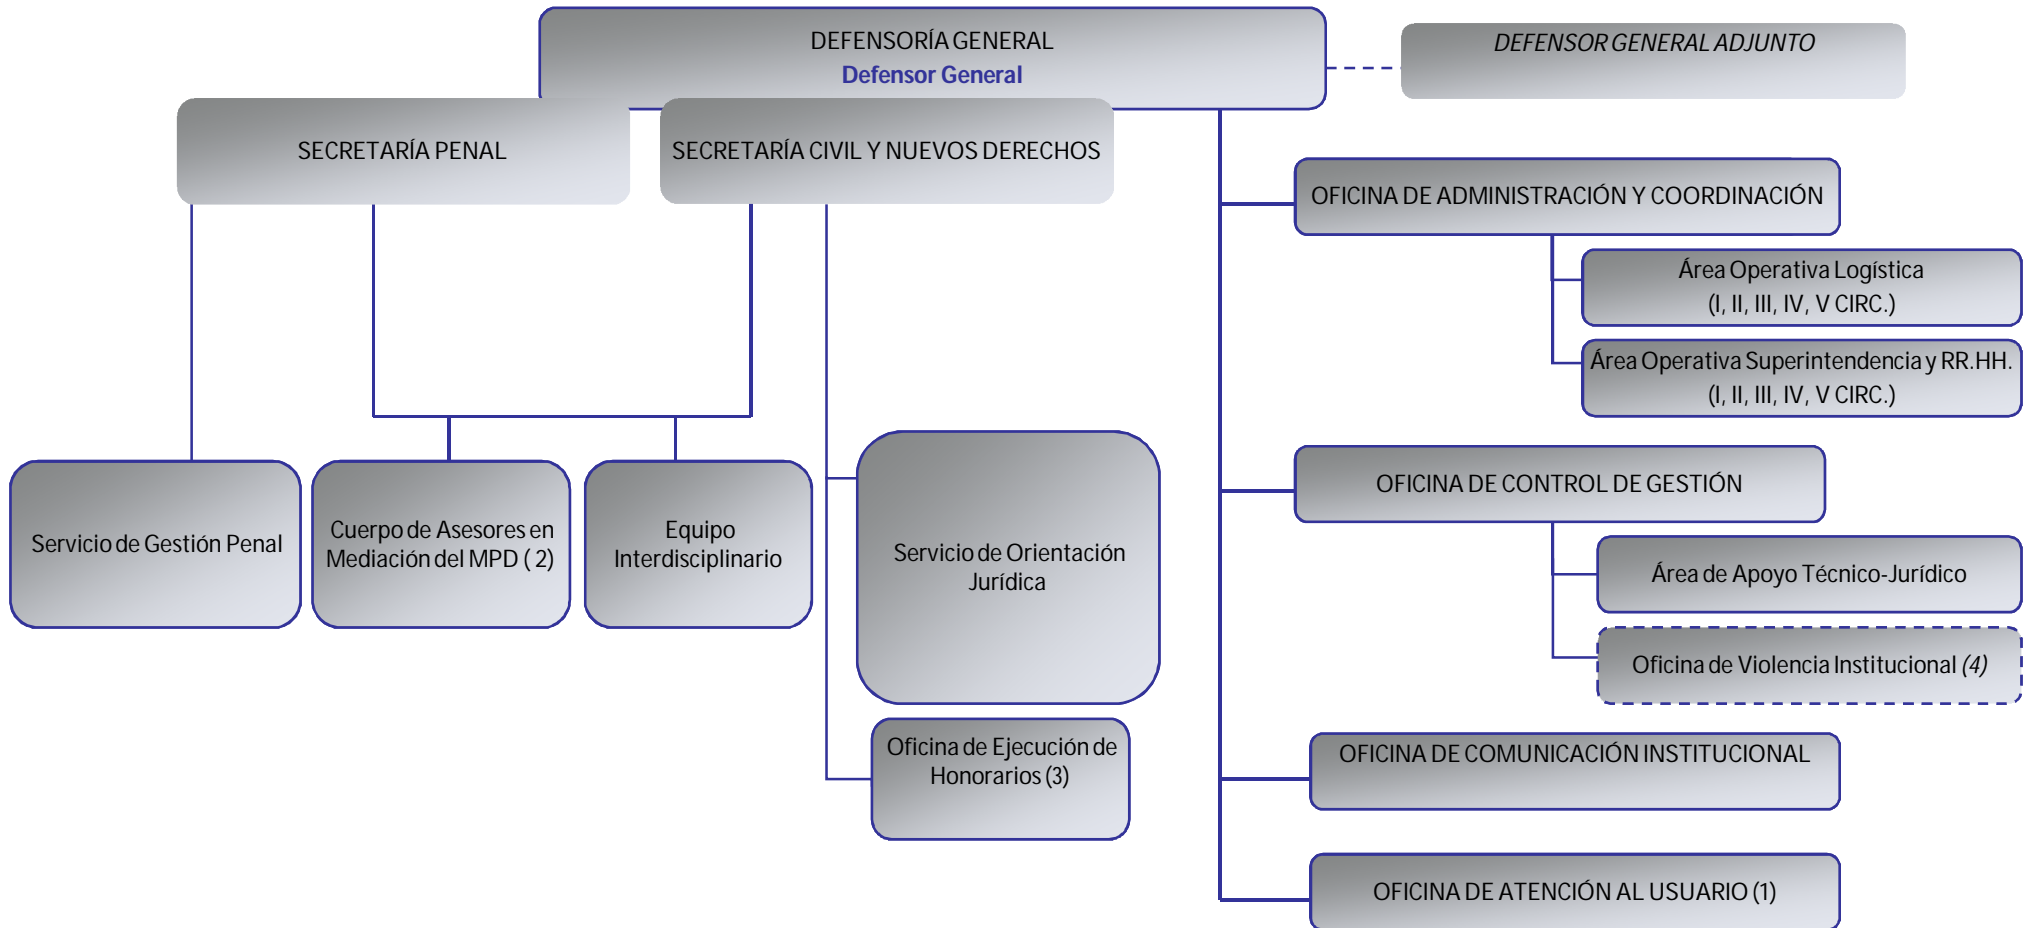 DEFENSORÍA GENERAL
Defensor General
DEFENSOR GENERAL ADJUNTO
SECRETARÍA PENAL
SECRETARÍA CIVIL Y NUEVOS DERECHOS
OFICINA DE ADMINISTRACIÓN Y COORDINACIÓN
Área Operativa Logística
(I, II, III, IV, V CIRC.)
Área Operativa Superintendencia y RR.HH.
(I, II, III, IV, V CIRC.)
Servicio de Gestión Penal
Cuerpo de Asesores en
Mediación del MPD ( 2)
Equipo
Interdisciplinario
Servicio de Orientación
Jurídica
Oficina de Ejecución de
Honorarios (3)
OFICINA DE CONTROL DE GESTIÓN
Área de Apoyo Técnico-Jurídico
Oficina de Violencia Institucional (4)
OFICINA DE COMUNICACIÓN INSTITUCIONAL
OFICINA DE ATENCIÓN AL USUARIO (1)